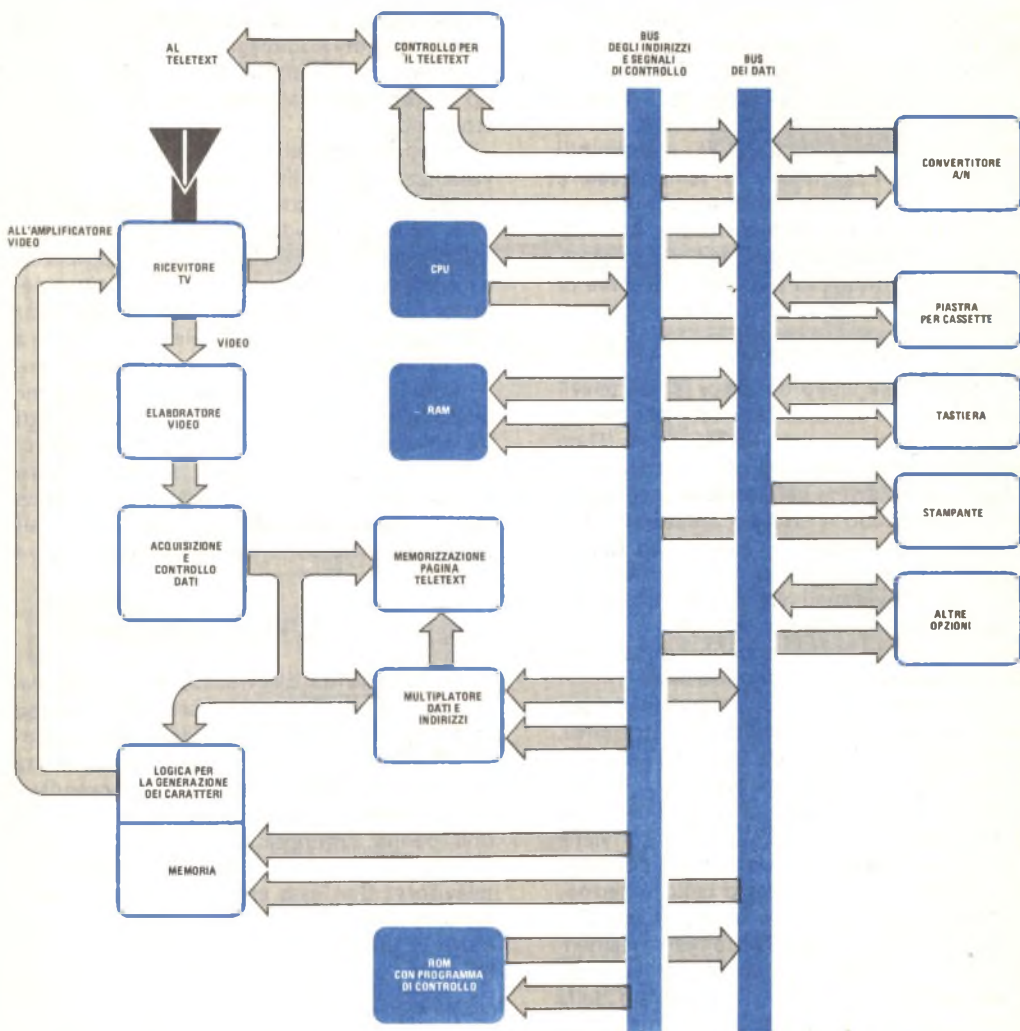 AL
TELETEXT
CONTROLLO PER
IL TELETEXT
BUS
DEGLI INDIRIZZI
E SEGNALI
DI CONTROLLO
BUS
DEI DATI
CONVERTITORE
A/N
ALL'AMPLIFICATORE
VIDEO
RICEVITORE
TV
CPU
PIASTRA
PER CASSETTE
VIDEO
ELABORATORE
VIDEO
RAM
TASTIERA
ACQUISIZIONE
E
CONTROLLO
DATI
MEMORIZZAZIONE
PAGINA
TELETEXT
STAMPANTE
ALTRE
OPZIONI
MULTIPLATORE
DATI E
INDIRIZZI
LOGICA PER
LA GENERAZIONE
DEI CARATTERI
MEMORIA
ROM
CON PROGRAMMA
DI CONTROLLO